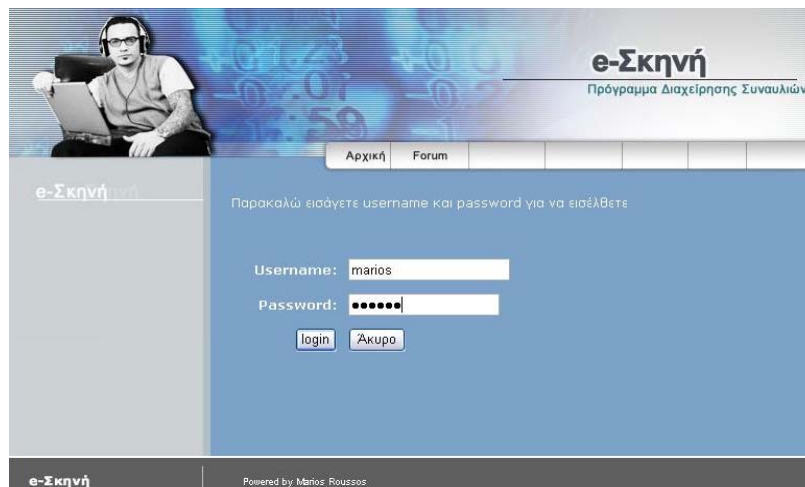 e-Σκηνή
Πρόγραμμα Διαχείρησης Συναυλιών
Αρχική Forum
e-Σκηνή
Παρακαλώ εισάγετε username και password για να εισέλθετε
Username: marios
Password: ●●●●●●
login Άκυρο
e-Σκηνή Powered by Marios Roussos